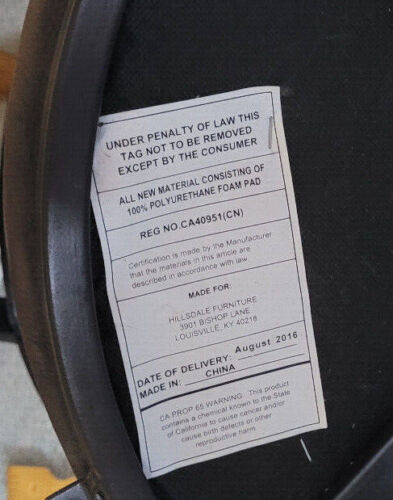 UNDER PENALTY OF LAW THIS
TAG NOT TO BE REMOVED
EXCEPT BY THE CONSUMER
ALL NEW MATERIAL CONSISTING OF
100% POLYURETHANE FOAM PAD
REG NO.CA40951(CN)
Certification is made by the Manufacturer
that the materials in this article are
described in accordance with law.
MADE FOR:
HILLSDALE FURNITURE
3901 BISHOP LANE
LOUISVILLE, KY 40218
DATE OF DELIVERY: August 2016
MADE IN: CHINA
CA PROP 65 WARNING: This product
contains a chemical known to the State
of California to cause cancer and/or
cause birth defects or other
reproductive harm.